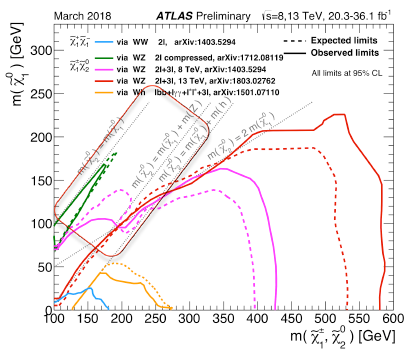 March 2018
ATLAS Preliminary
√s=8,13 TeV, 20.3-36.1 fb⁻¹
χ̃₁⁺χ̃₁⁻ via WW 2l, arXiv:1403.5294
via WZ 2l compressed, arXiv:1712.08119
χ̃₁±χ̃₂⁰ via WZ 2l+3l, 8 TeV, arXiv:1403.5294
via WZ 2l+3l, 13 TeV, arXiv:1803.02762
via Wh lbb+lγγ+l±l±+3l, arXiv:1501.07110
Expected limits
Observed limits
All limits at 95% CL
m(χ̃₂⁰) = m(χ̃₁⁰)
m(χ̃₂⁰) = m(χ̃₁⁰) + m(Z)
m(χ̃₂⁰) = m(χ̃₁⁰) + m(h)
m(χ̃₂⁰) = 2 m(χ̃₁⁰)
m(χ̃₁⁰) [GeV]
300
250
200
150
100
50
0
100 150 200 250 300 350 400 450 500 550 600
m(χ̃₁±, χ̃₂⁰) [GeV]